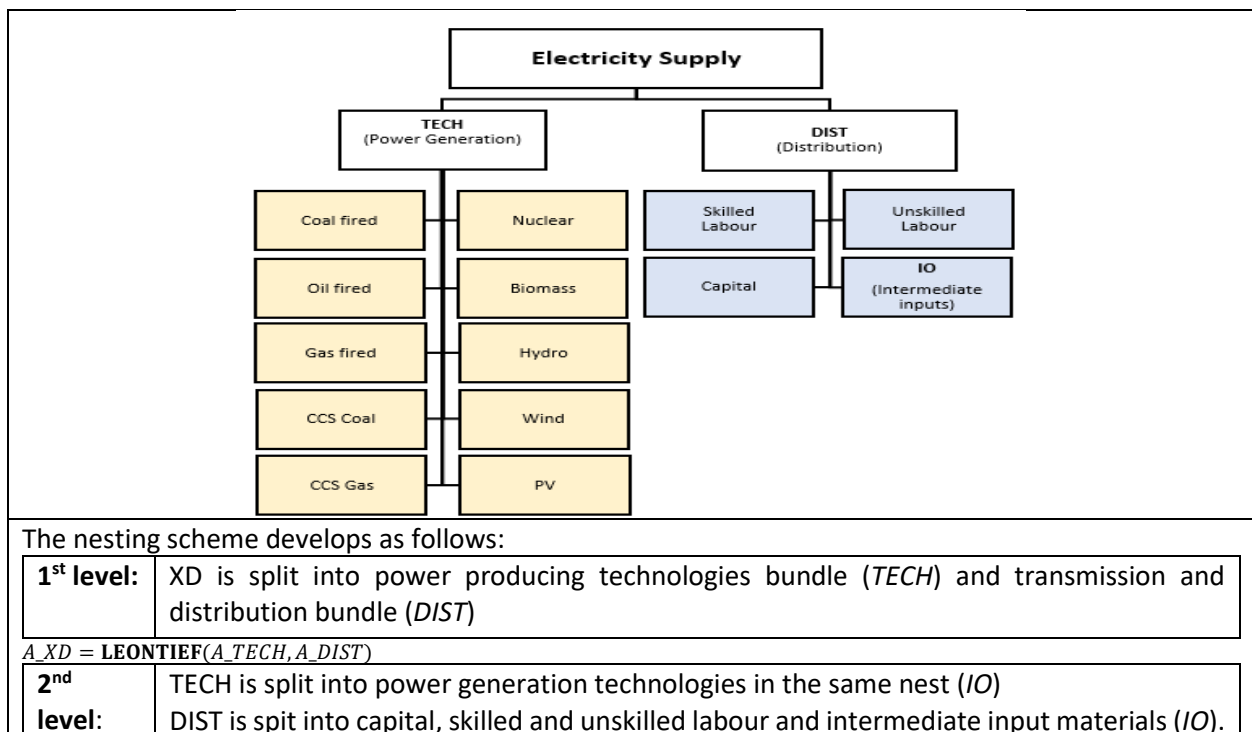 Electricity Supply
TECH
(Power Generation)
DIST
(Distribution)
Coal fired
Nuclear
Skilled
Labour
Unskilled
Labour
Oil fired
Biomass
Capital
IO
(Intermediate
inputs)
Gas fired
Hydro
CCS Coal
Wind
CCS Gas
PV
The nesting scheme develops as follows:
1st level: XD is split into power producing technologies bundle (TECH) and transmission and
distribution bundle (DIST)
A_XD = LEONTIEF(A_TECH, A_DIST)
2nd TECH is split into power generation technologies in the same nest (IO)
level: DIST is spit into capital, skilled and unskilled labour and intermediate input materials (IO).